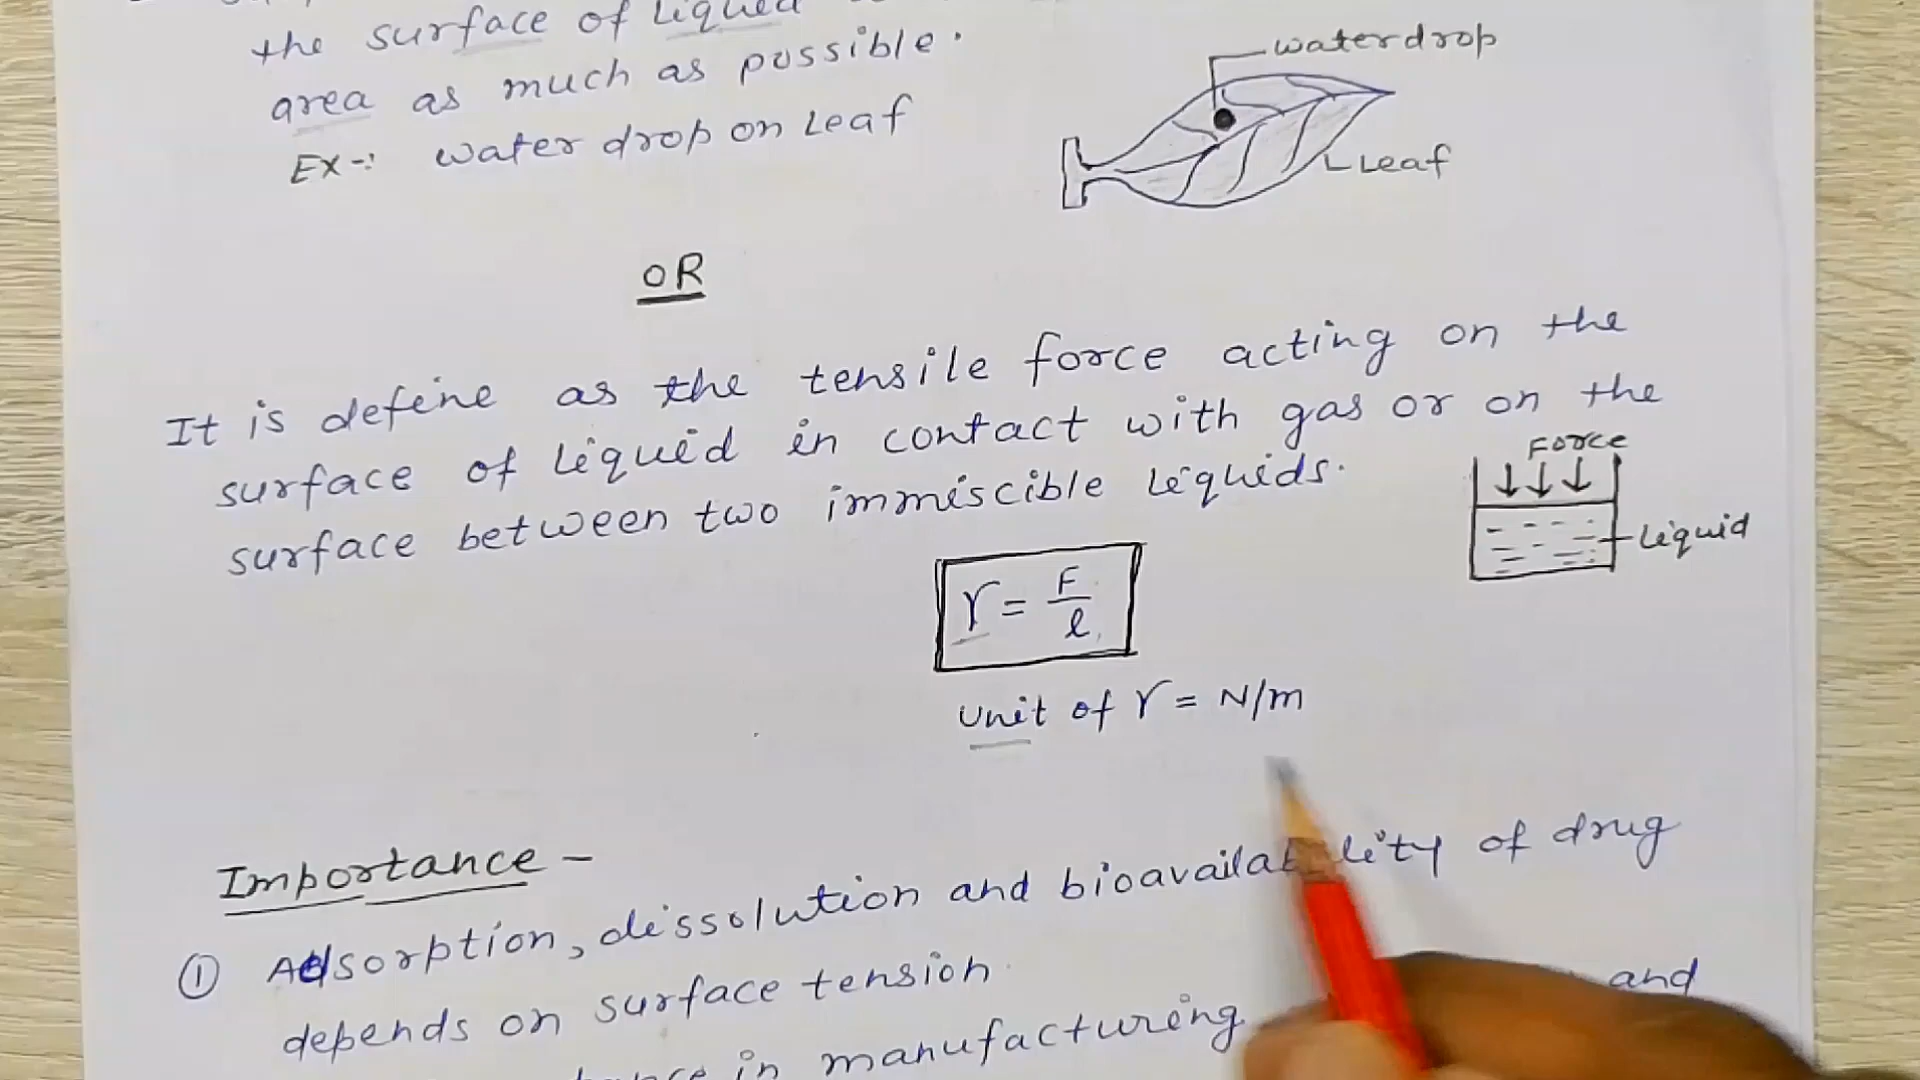 the surface of liquid
area as much as possible.
Ex-: water drop on Leaf
water drop
Leaf
OR
It is define as the tensile force acting on the
surface of liquid in contact with gas or on the
surface between two immiscible liquids.
Force
Liquid
γ = F/l
Unit of γ = N/m
Importance -
① Adsorption, dissolution and bioavailability of drug
depends on surface tension
in manufacturing and